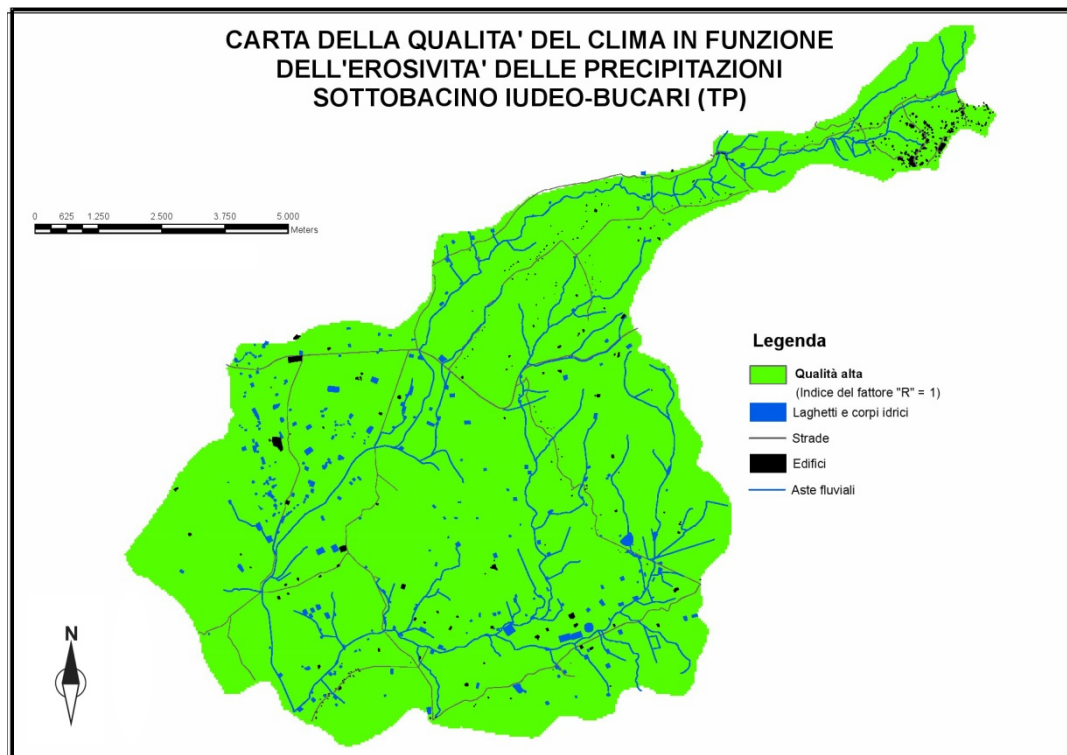 CARTA DELLA QUALITA' DEL CLIMA IN FUNZIONE
DELL'EROSIVITA' DELLE PRECIPITAZIONI
SOTTOBACINO IUDEO-BUCARI (TP)
0 625 1.250 2.500 3.750 5.000
Meters
Legenda
Qualità alta
(Indice del fattore "R" = 1)
Laghetti e corpi idrici
Strade
Edifici
Aste fluviali
N